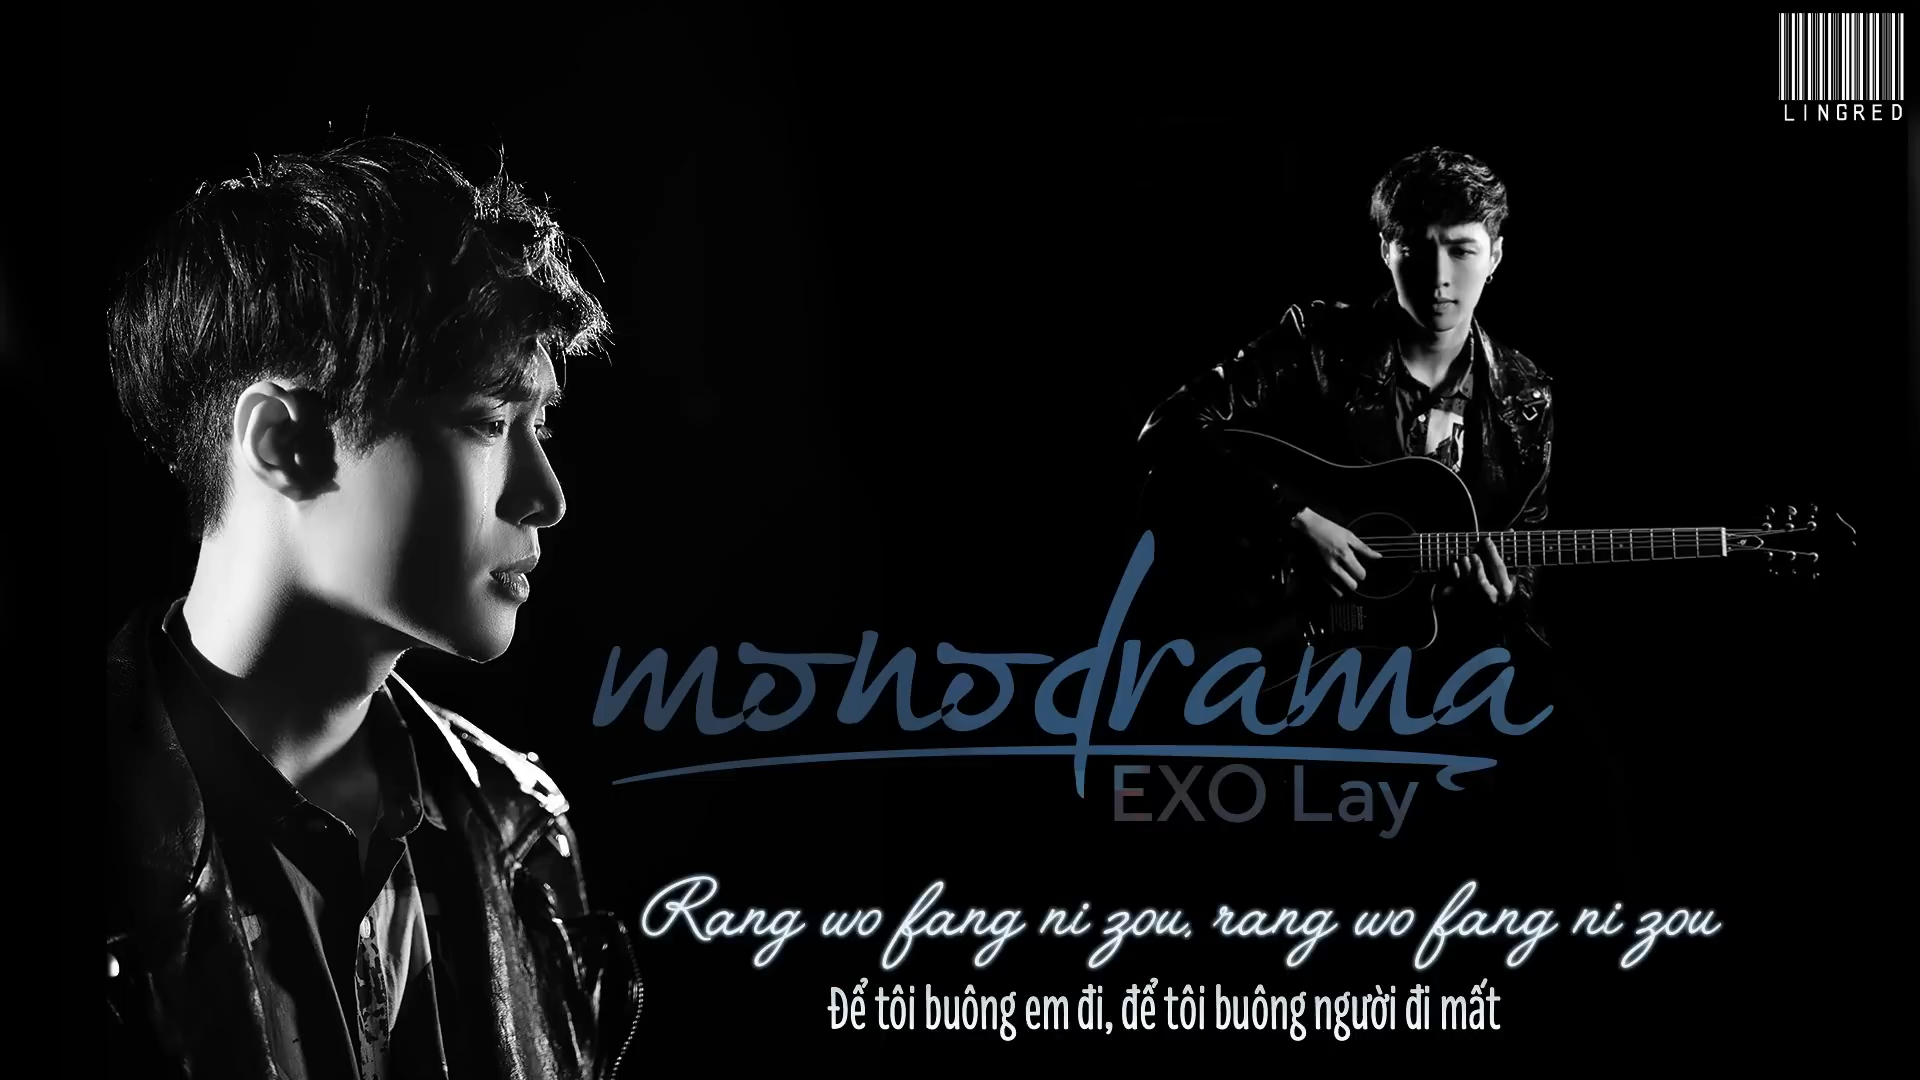 LINGRED
monodrama
EXO Lay
Rang wo fang ni zou, rang wo fang ni zou
Để tôi buông em đi, để tôi buông người đi mất